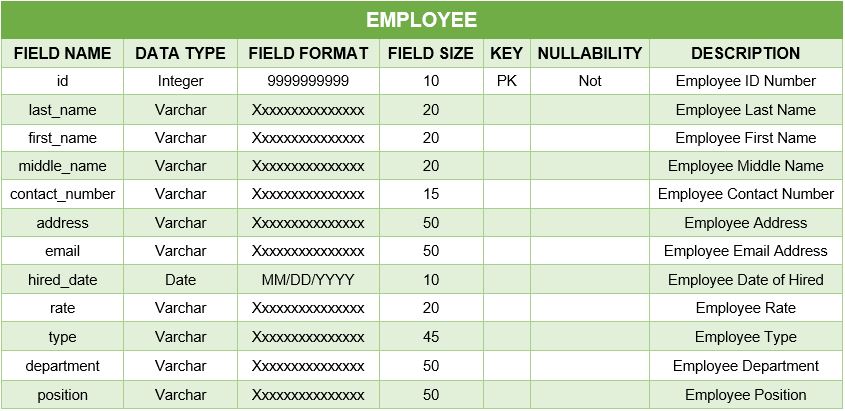 EMPLOYEE
FIELD NAME DATA TYPE FIELD FORMAT FIELD SIZE KEY NULLABILITY DESCRIPTION
id Integer 9999999999 10 PK Not Employee ID Number
last_name Varchar Xxxxxxxxxxxxxxx 20 Employee Last Name
first_name Varchar Xxxxxxxxxxxxxxx 20 Employee First Name
middle_name Varchar Xxxxxxxxxxxxxxx 20 Employee Middle Name
contact_number Varchar Xxxxxxxxxxxxxxx 15 Employee Contact Number
address Varchar Xxxxxxxxxxxxxxx 50 Employee Address
email Varchar Xxxxxxxxxxxxxxx 50 Employee Email Address
hired_date Date MM/DD/YYYY 10 Employee Date of Hired
rate Varchar Xxxxxxxxxxxxxxx 20 Employee Rate
type Varchar Xxxxxxxxxxxxxxx 45 Employee Type
department Varchar Xxxxxxxxxxxxxxx 50 Employee Department
position Varchar Xxxxxxxxxxxxxxx 50 Employee Position